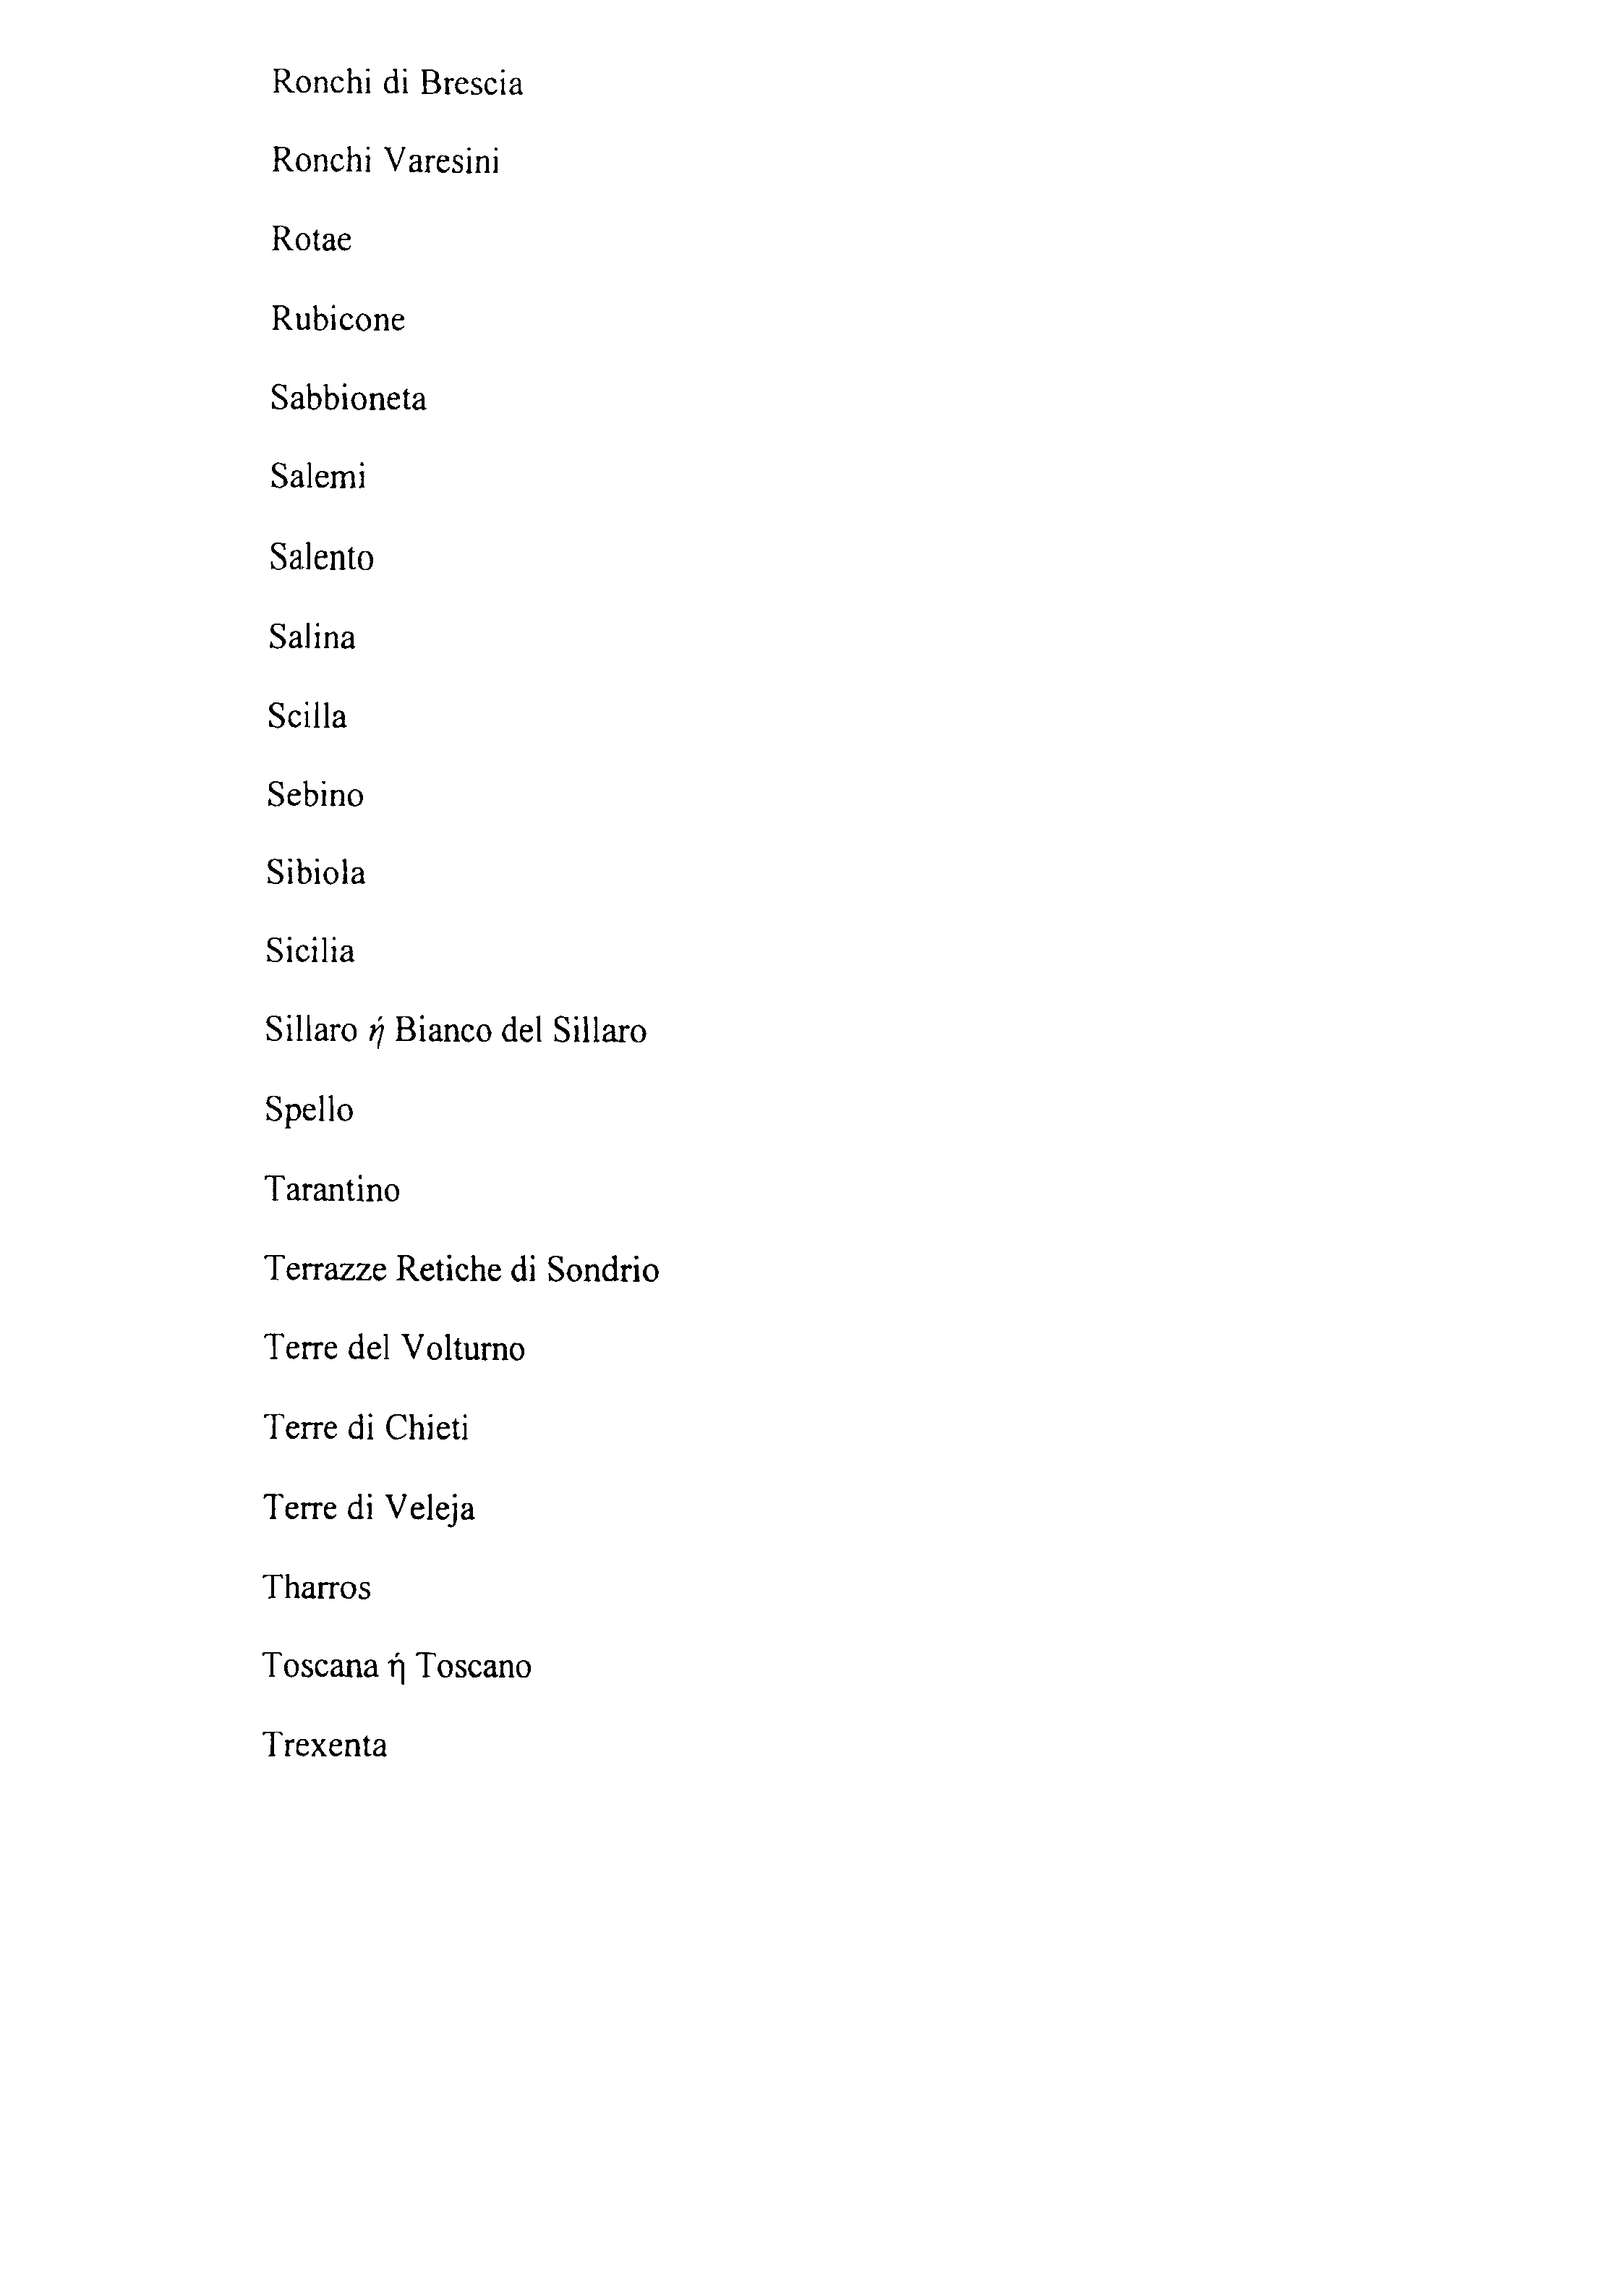 Ronchi di Brescia
Ronchi Varesini
Rotae
Rubicone
Sabbioneta
Salemi
Salento
Salina
Scilla
Sebino
Sibiola
Sicilia
Sillaro ή Bianco del Sillaro
Spello
Tarantino
Terrazze Retiche di Sondrio
Terre del Volturno
Terre di Chieti
Terre di Veleja
Tharros
Toscana ή Toscano
Trexenta